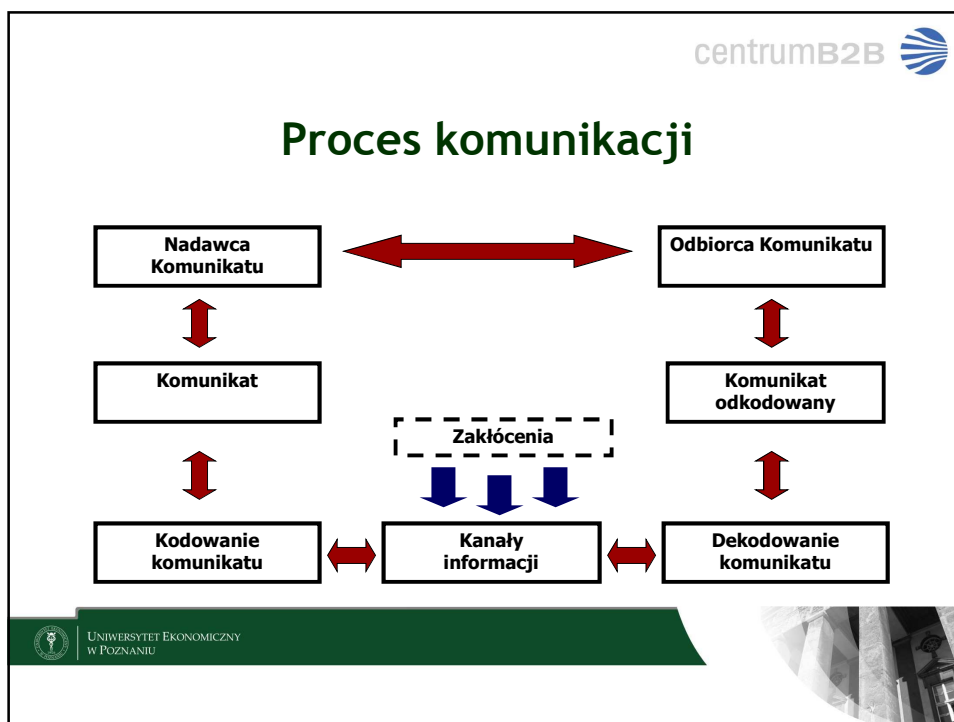 centrumB2B
Proces komunikacji
Nadawca
Komunikatu
Odbiorca Komunikatu
Komunikat
Komunikat
odkodowany
Zakłócenia
Kodowanie
komunikatu
Kanały
informacji
Dekodowanie
komunikatu
UNIWERSYTET EKONOMICZNY
W POZNANIU